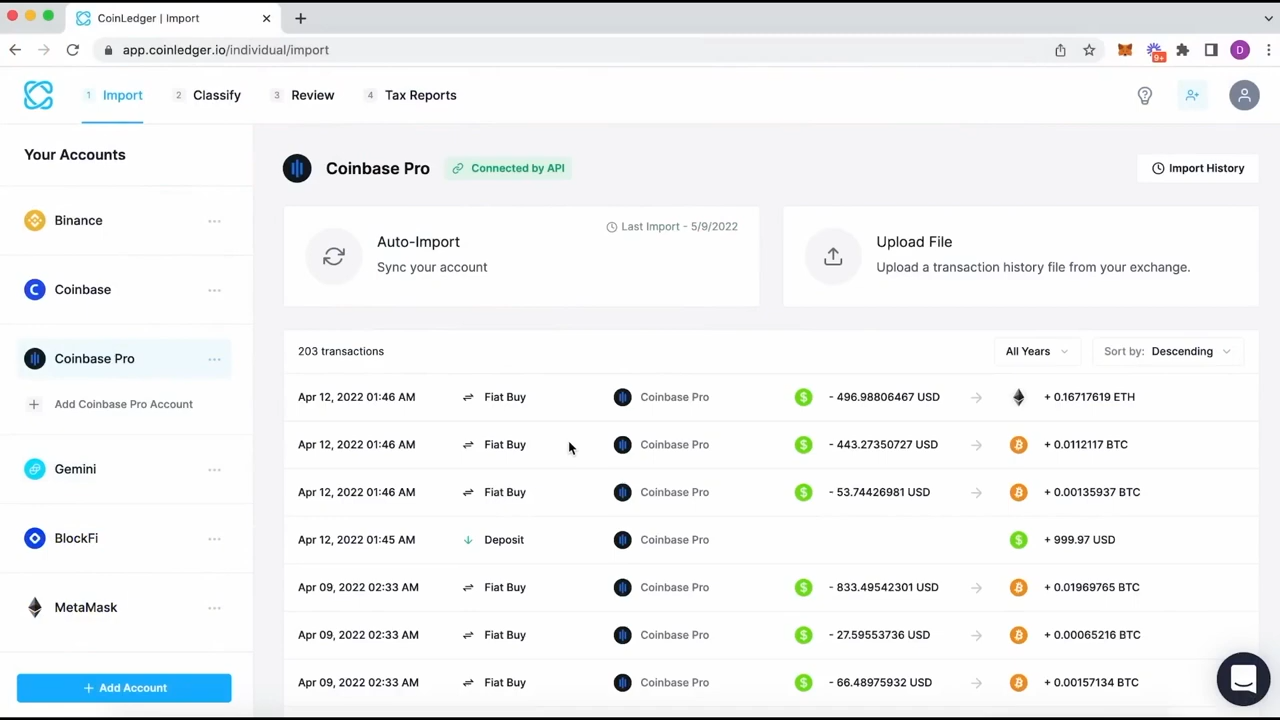 CoinLedger | Import
app.coinledger.io/individual/import
9+
D
1 Import 2 Classify 3 Review 4 Tax Reports
Your Accounts
Binance
Coinbase
Coinbase Pro
Add Coinbase Pro Account
Gemini
BlockFi
MetaMask
+ Add Account
Coinbase Pro Connected by API Import History
Last Import - 5/9/2022
Auto-Import
Sync your account
Upload File
Upload a transaction history file from your exchange.
203 transactions All Years Sort by: Descending
Apr 12, 2022 01:46 AM Fiat Buy Coinbase Pro - 496.98806467 USD → + 0.16717619 ETH
Apr 12, 2022 01:46 AM Fiat Buy Coinbase Pro - 443.27350727 USD → + 0.0112117 BTC
Apr 12, 2022 01:46 AM Fiat Buy Coinbase Pro - 53.74426981 USD → + 0.00135937 BTC
Apr 12, 2022 01:45 AM Deposit Coinbase Pro + 999.97 USD
Apr 09, 2022 02:33 AM Fiat Buy Coinbase Pro - 833.49542301 USD → + 0.01969765 BTC
Apr 09, 2022 02:33 AM Fiat Buy Coinbase Pro - 27.59553736 USD → + 0.00065216 BTC
Apr 09, 2022 02:33 AM Fiat Buy Coinbase Pro - 66.48975932 USD → + 0.00157134 BTC